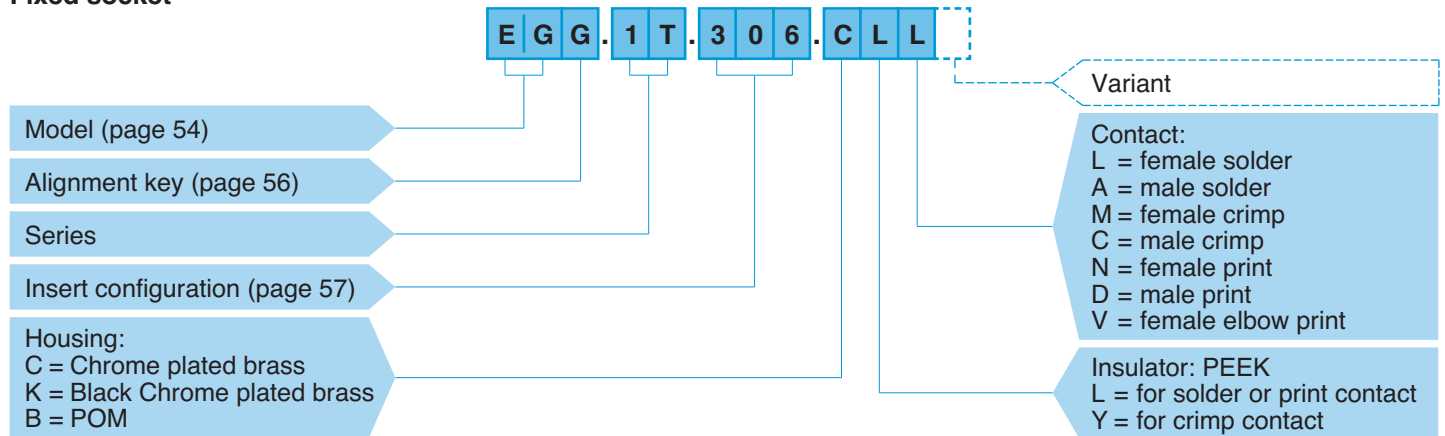 Fixed socket
E G G . 1 T . 3 0 6 . C L L
Model (page 54)
Alignment key (page 56)
Series
Insert configuration (page 57)
Housing:
C = Chrome plated brass
K = Black Chrome plated brass
B = POM
Variant
Contact:
L = female solder
A = male solder
M = female crimp
C = male crimp
N = female print
D = male print
V = female elbow print
Insulator: PEEK
L = for solder or print contact
Y = for crimp contact